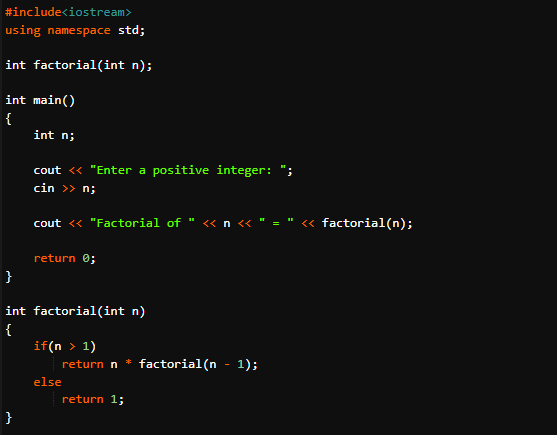 #include<iostream>
using namespace std;
int factorial(int n);
int main()
{
int n;
cout << "Enter a positive integer: ";
cin >> n;
cout << "Factorial of " << n << " = " << factorial(n);
return 0;
}
int factorial(int n)
{
if(n > 1)
return n * factorial(n - 1);
else
return 1;
}